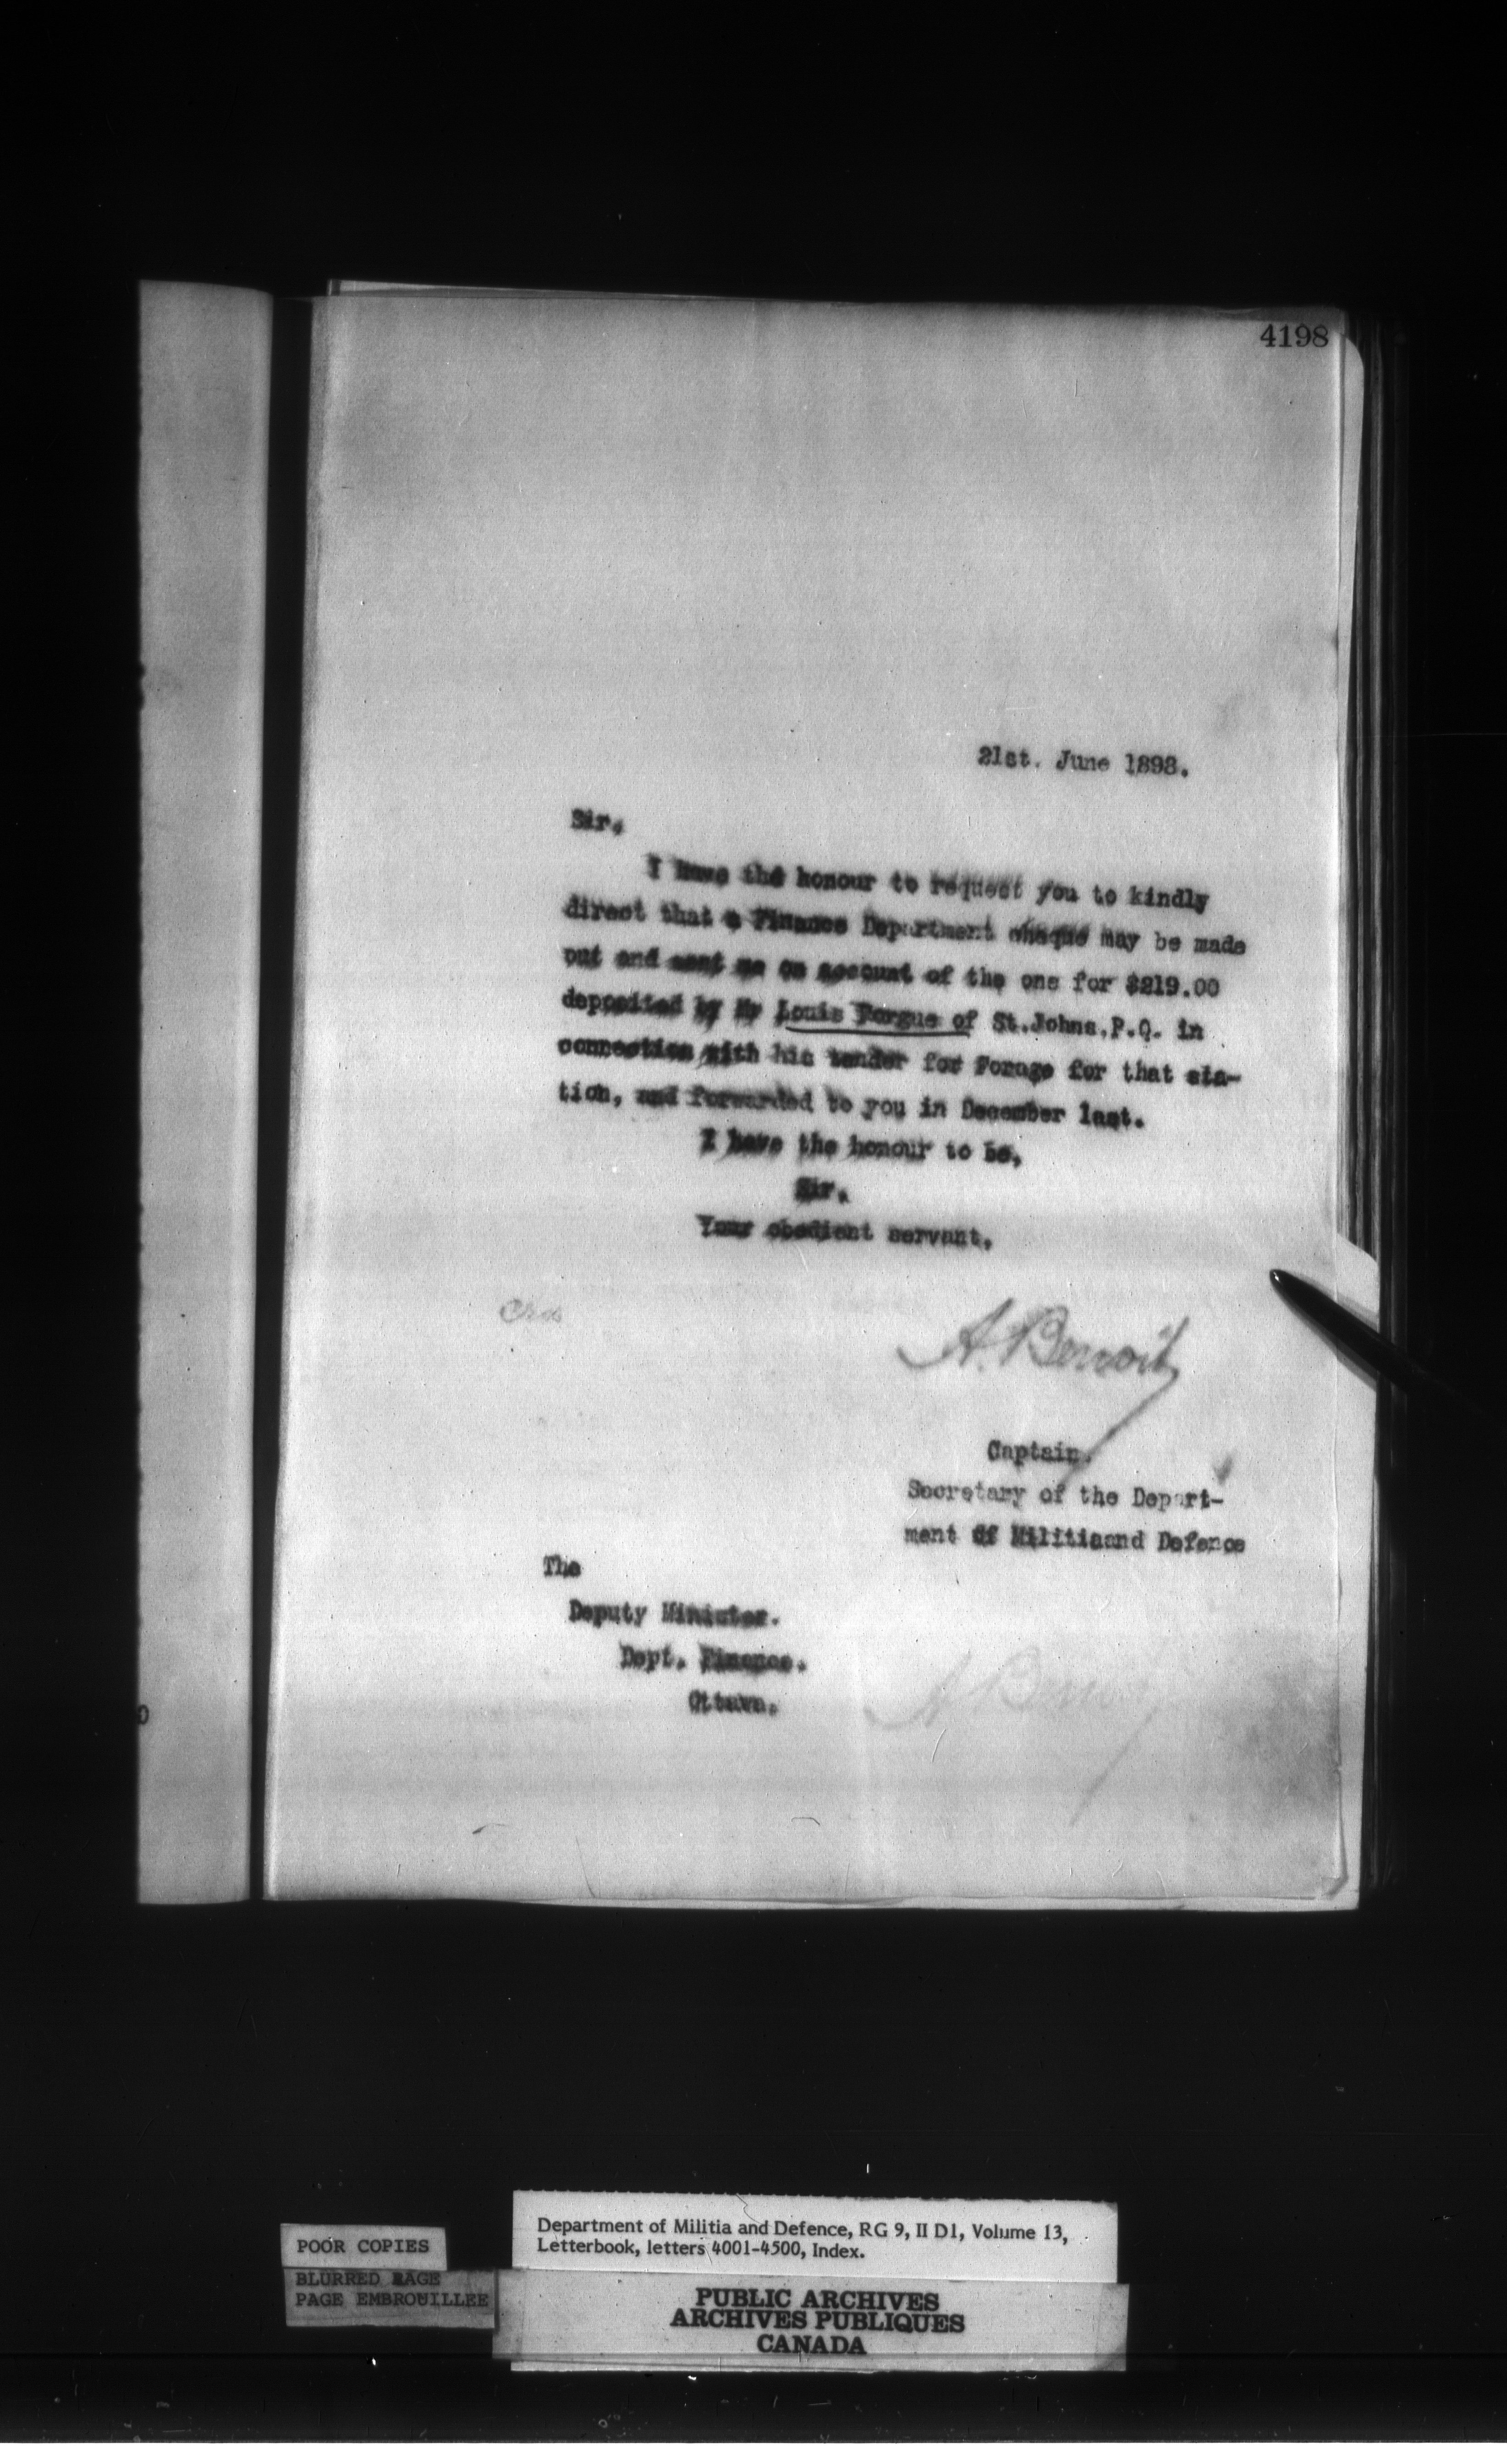 4198
21st. June 1898.
Sir,
I have the honour to request you to kindly
direct that a Finance Department cheque may be made
out and sent me on account of the one for $219.00
deposited by Mr Louis Forgue of St.Johns,P.Q. in
connection with his tender for Forage for that sta-
tion, and forwarded to you in December last.
I have the honour to be,
Sir,
Your obedient servant,
A. Benoit
Captain,
Secretary of the Depart-
ment of Militiaand Defence
The
Deputy Minister.
Dept. Finance.
Ottawa.
A Benoit
POOR COPIES
BLURRED PAGE
PAGE EMBROUILLEE
Department of Militia and Defence, RG 9, II D1, Volume 13,
Letterbook, letters 4001-4500, Index.
PUBLIC ARCHIVES
ARCHIVES PUBLIQUES
CANADA